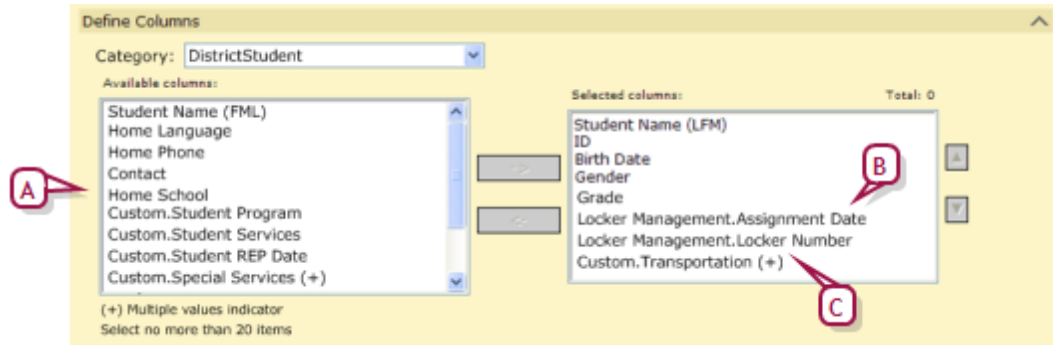 Define Columns
Category: DistrictStudent
Available columns:
Student Name (FML)
Home Language
Home Phone
Contact
Home School
Custom.Student Program
Custom.Student Services
Custom.Student REP Date
Custom.Special Services (+)
(+) Multiple values indicator
Select no more than 20 items
A
Selected columns: Total: 0
Student Name (LFM)
ID
Birth Date
Gender
Grade
Locker Management.Assignment Date
Locker Management.Locker Number
Custom.Transportation (+)
B
C